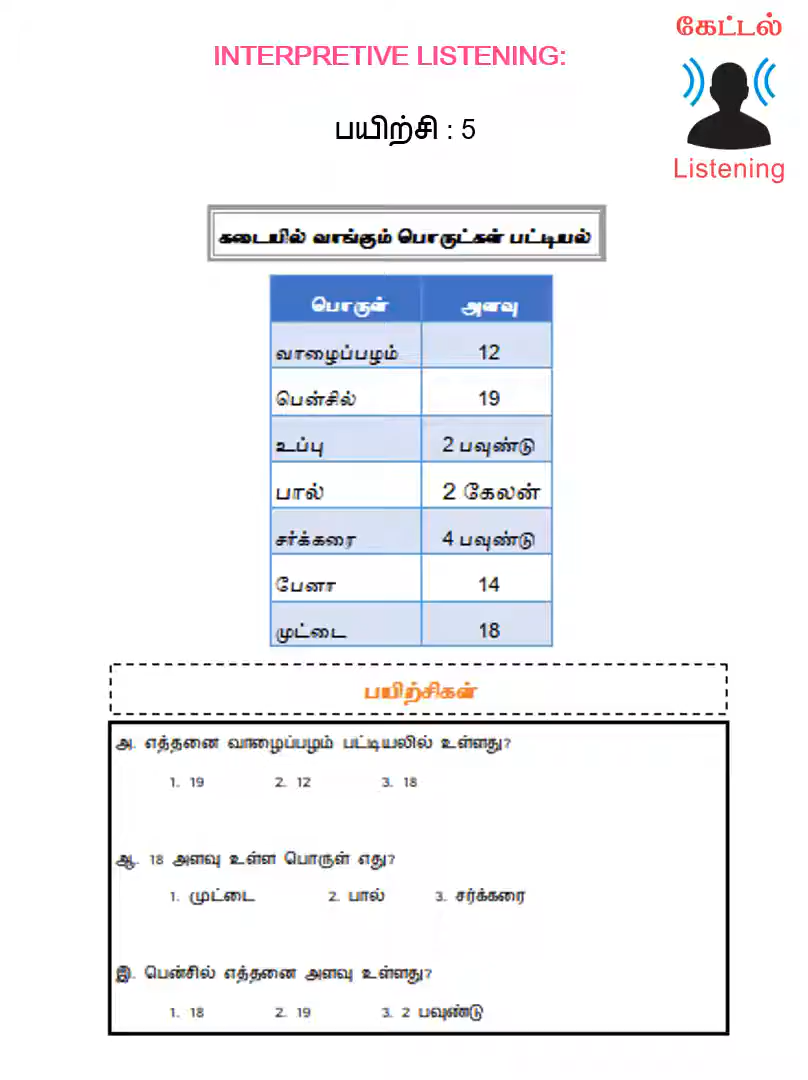 கேட்டல்
INTERPRETIVE LISTENING:
பயிற்சி : 5
Listening
கடையில் வாங்கும் பொருட்கள் பட்டியல்
பொருள் அளவு
வாழைப்பழம் 12
பென்சில் 19
உப்பு 2 பவுண்டு
பால் 2 கேலன்
சர்க்கரை 4 பவுண்டு
பேனா 14
முட்டை 18
பயிற்சிகள்
அ. எத்தனை வாழைப்பழம் பட்டியலில் உள்ளது?
1. 19 2. 12 3. 18
ஆ. 18 அளவு உள்ள பொருள் எது?
1. முட்டை 2. பால் 3. சர்க்கரை
இ. பென்சில் எத்தனை அளவு உள்ளது?
1. 18 2. 19 3. 2 பவுண்டு